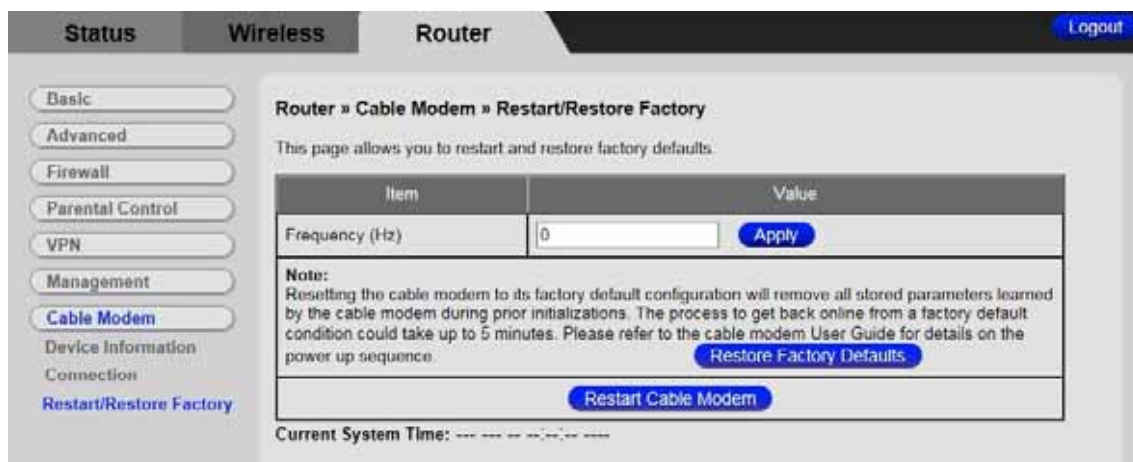 Status Wireless Router Logout
Basic
Advanced
Firewall
Parental Control
VPN
Management
Cable Modem
Device Information
Connection
Restart/Restore Factory
Router » Cable Modem » Restart/Restore Factory
This page allows you to restart and restore factory defaults.
Item Value
Frequency (Hz) 0 Apply
Note:
Resetting the cable modem to its factory default configuration will remove all stored parameters learned
by the cable modem during prior initializations. The process to get back online from a factory default
condition could take up to 5 minutes. Please refer to the cable modem User Guide for details on the
power up sequence. Restore Factory Defaults
Restart Cable Modem
Current System Time: --- --- -- --:--:-- ----